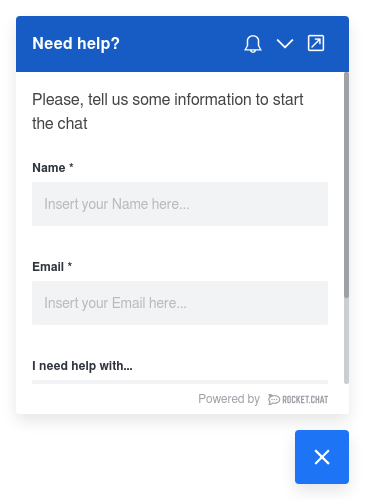 Need help?
Please, tell us some information to start
the chat
Name *
Insert your Name here...
Email *
Insert your Email here...
I need help with...
Powered by ROCKET.CHAT